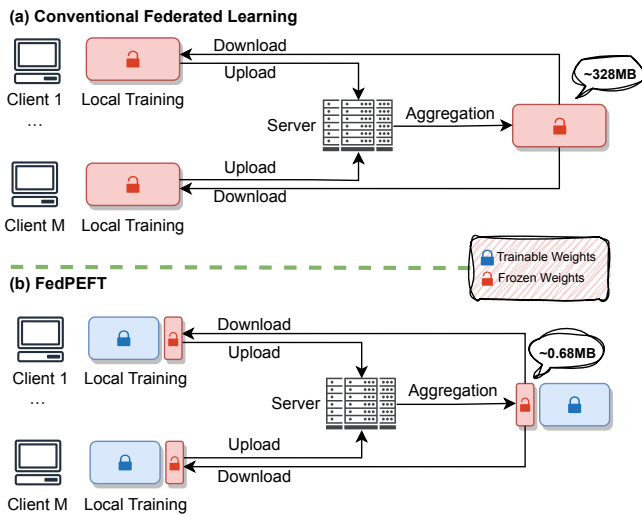 (a) Conventional Federated Learning
Download
Upload
~328MB
Client 1
Local Training
...
Server
Aggregation
Upload
Download
Client M
Local Training
Trainable Weights
Frozen Weights
(b) FedPEFT
Download
Upload
~0.68MB
Client 1
Local Training
...
Server
Aggregation
Upload
Download
Client M
Local Training